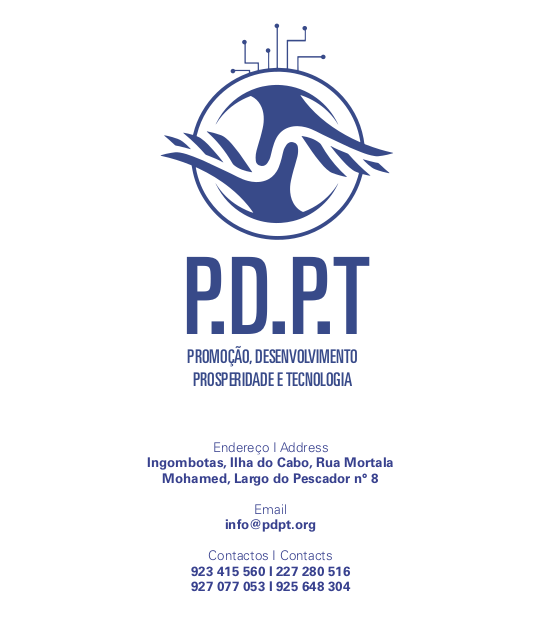 P.D.P.T
PROMOÇÃO, DESENVOLVIMENTO
PROSPERIDADE E TECNOLOGIA
Endereço I Address
Ingombotas, Ilha do Cabo, Rua Mortala
Mohamed, Largo do Pescador nº 8
Email
info@pdpt.org
Contactos I Contacts
923 415 560 I 227 280 516
927 077 053 I 925 648 304